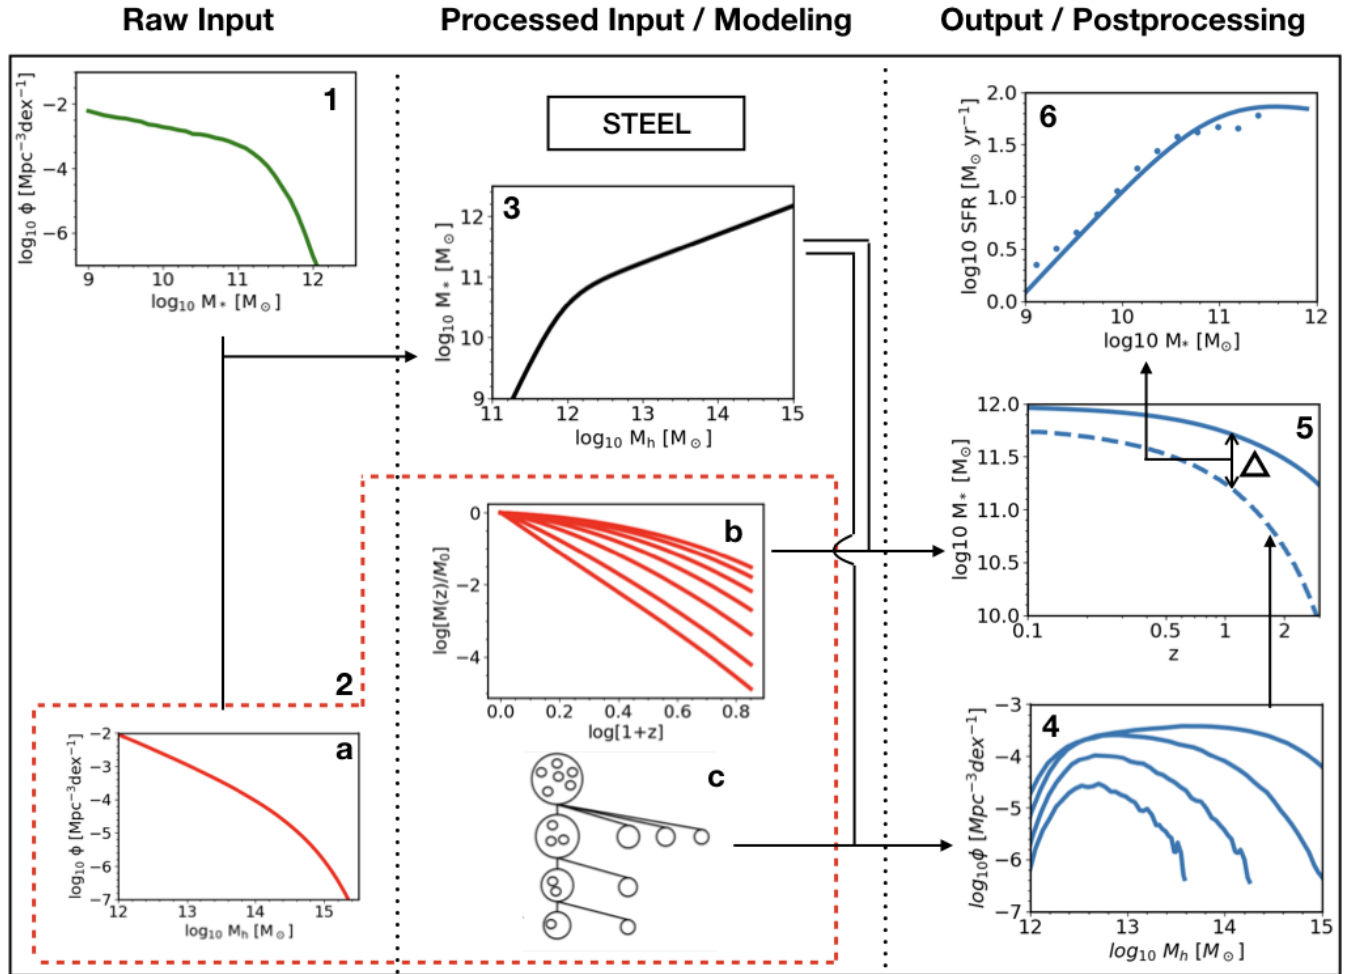 Raw Input
Processed Input / Modeling
Output / Postprocessing
1
log₁₀ ϕ [Mpc⁻³dex⁻¹]
−2
−4
−6
9 10 11 12
log₁₀ M* [M⊙]
STEEL
3
log₁₀ M* [M⊙]
12
11
10
9
11 12 13 14 15
log₁₀ Mₕ [M⊙]
6
log10 SFR [M⊙ yr⁻¹]
2.0
1.5
1.0
0.5
0.0
9 10 11 12
log10 M* [M⊙]
5
log10 M* [M⊙]
12.0
11.5
11.0
10.5
10.0
Δ
0.1 0.5 1 2
z
2
a
log₁₀ ϕ [Mpc⁻³dex⁻¹]
−2
−3
−4
−5
−6
−7
12 13 14 15
log₁₀ Mₕ [M⊙]
b
log[M(z)/M₀]
0
−2
−4
0.0 0.2 0.4 0.6 0.8
log[1+z]
c
4
log₁₀ϕ [Mpc⁻³dex⁻¹]
−3
−4
−5
−6
−7
12 13 14 15
log₁₀ Mₕ [M⊙]